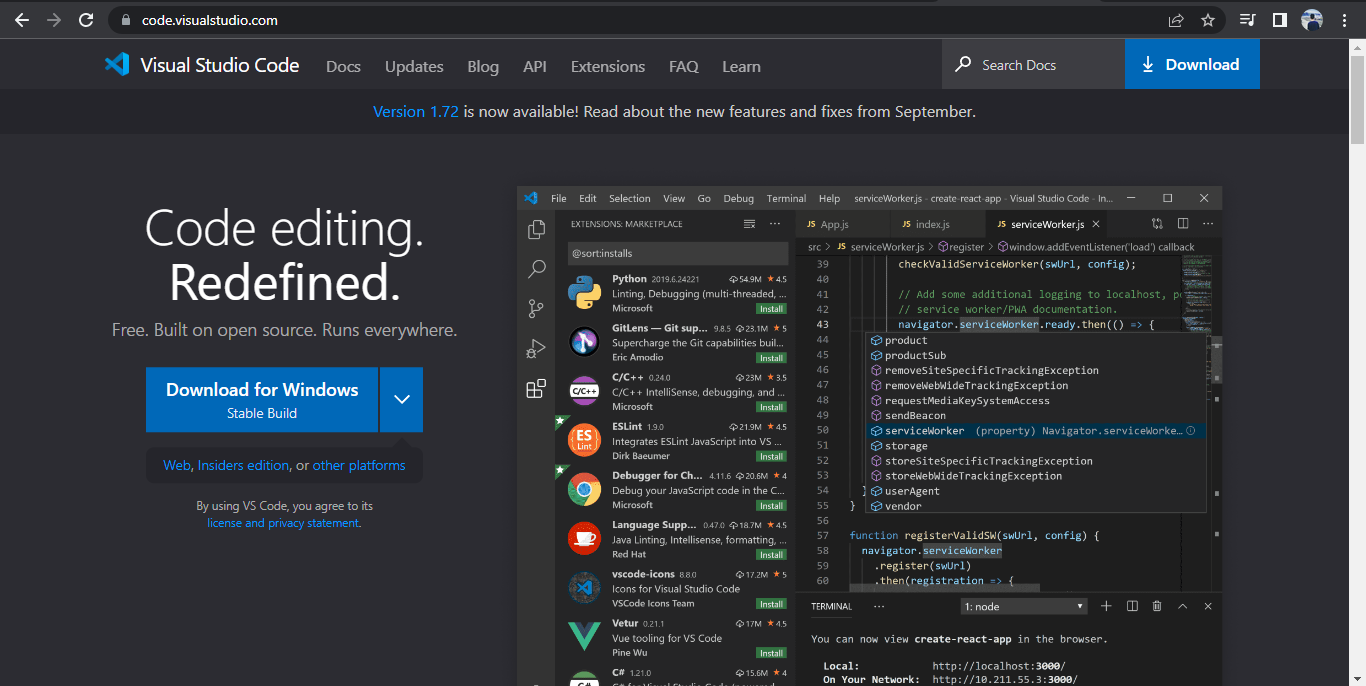 code.visualstudio.com
Visual Studio Code Docs Updates Blog API Extensions FAQ Learn Search Docs Download
Version 1.72 is now available! Read about the new features and fixes from September.
Code editing.
Redefined.
Free. Built on open source. Runs everywhere.
Download for Windows
Stable Build
Web, Insiders edition, or other platforms
By using VS Code, you agree to its
license and privacy statement.
File Edit Selection View Go Debug Terminal Help serviceWorker.js - create-react-app - Visual Studio Code - In...
EXTENSIONS: MARKETPLACE
@sort:installs
Python 2019.6.24221 54.9M ★4.5
Linting, Debugging (multi-threaded, ...
Microsoft Install
GitLens — Git sup... 9.8.5 23.1M ★5
Supercharge the Git capabilities buil...
Eric Amodio Install
C/C++ 0.24.0 23M ★3.5
C/C++
C/C++ IntelliSense, debugging, and ...
Microsoft Install
ESLint 1.9.0 21.9M ★4.5
ES
Lint
Integrates ESLint JavaScript into VS ...
Dirk Baeumer Install
Debugger for Ch... 4.11.6 20.6M ★4
Debug your JavaScript code in the C...
Microsoft Install
Language Supp... 0.47.0 18.7M ★4.5
Java Linting, Intellisense, formatting, ...
Red Hat Install
vscode-icons 8.8.0 17.2M ★5
Icons for Visual Studio Code
VSCode Icons Team Install
Vetur 0.21.1 17M ★4.5
Vue tooling for VS Code
Pine Wu Install
C# 1.21.0 15.6M ★4
JS App.js JS index.js JS serviceWorker.js
src > JS serviceWorker.js > register > window.addEventListener('load') callback
39 checkValidServiceWorker(swUrl, config);
40
41 // Add some additional logging to localhost, po
42 // service worker/PWA documentation.
43 navigator.serviceWorker.ready.then(() => {
44 product
45 productSub
46 removeSiteSpecificTrackingException
47 removeWebWideTrackingException
48 requestMediaKeySystemAccess
49 sendBeacon
50 serviceWorker (property) Navigator.serviceWorke...
51 storage
52 storeSiteSpecificTrackingException
53 storeWebWideTrackingException
54 } userAgent
55 } vendor
56
57 function registerValidSW(swUrl, config) {
58 navigator.serviceWorker
59 .register(swUrl)
60 .then(registration => {
TERMINAL ... 1: node
You can now view create-react-app in the browser.
Local: http://localhost:3000/
On Your Network: http://10.211.55.3:3000/